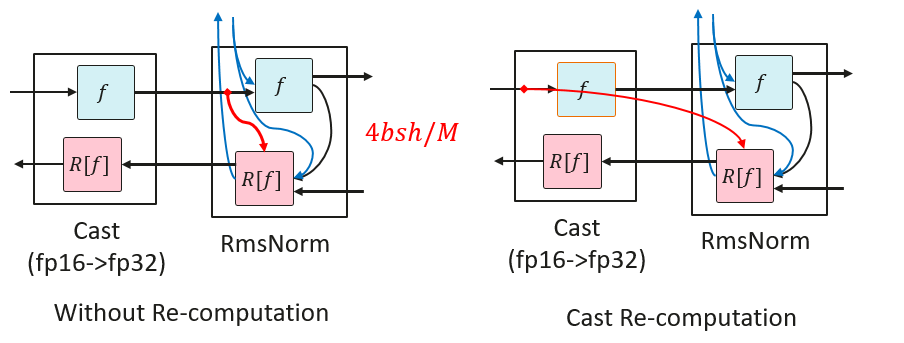 f
f
R[f]
R[f]
Cast
(fp16->fp32)
RmsNorm
Without Re-computation
4bsh/M
f
f
R[f]
R[f]
Cast
(fp16->fp32)
RmsNorm
Cast Re-computation